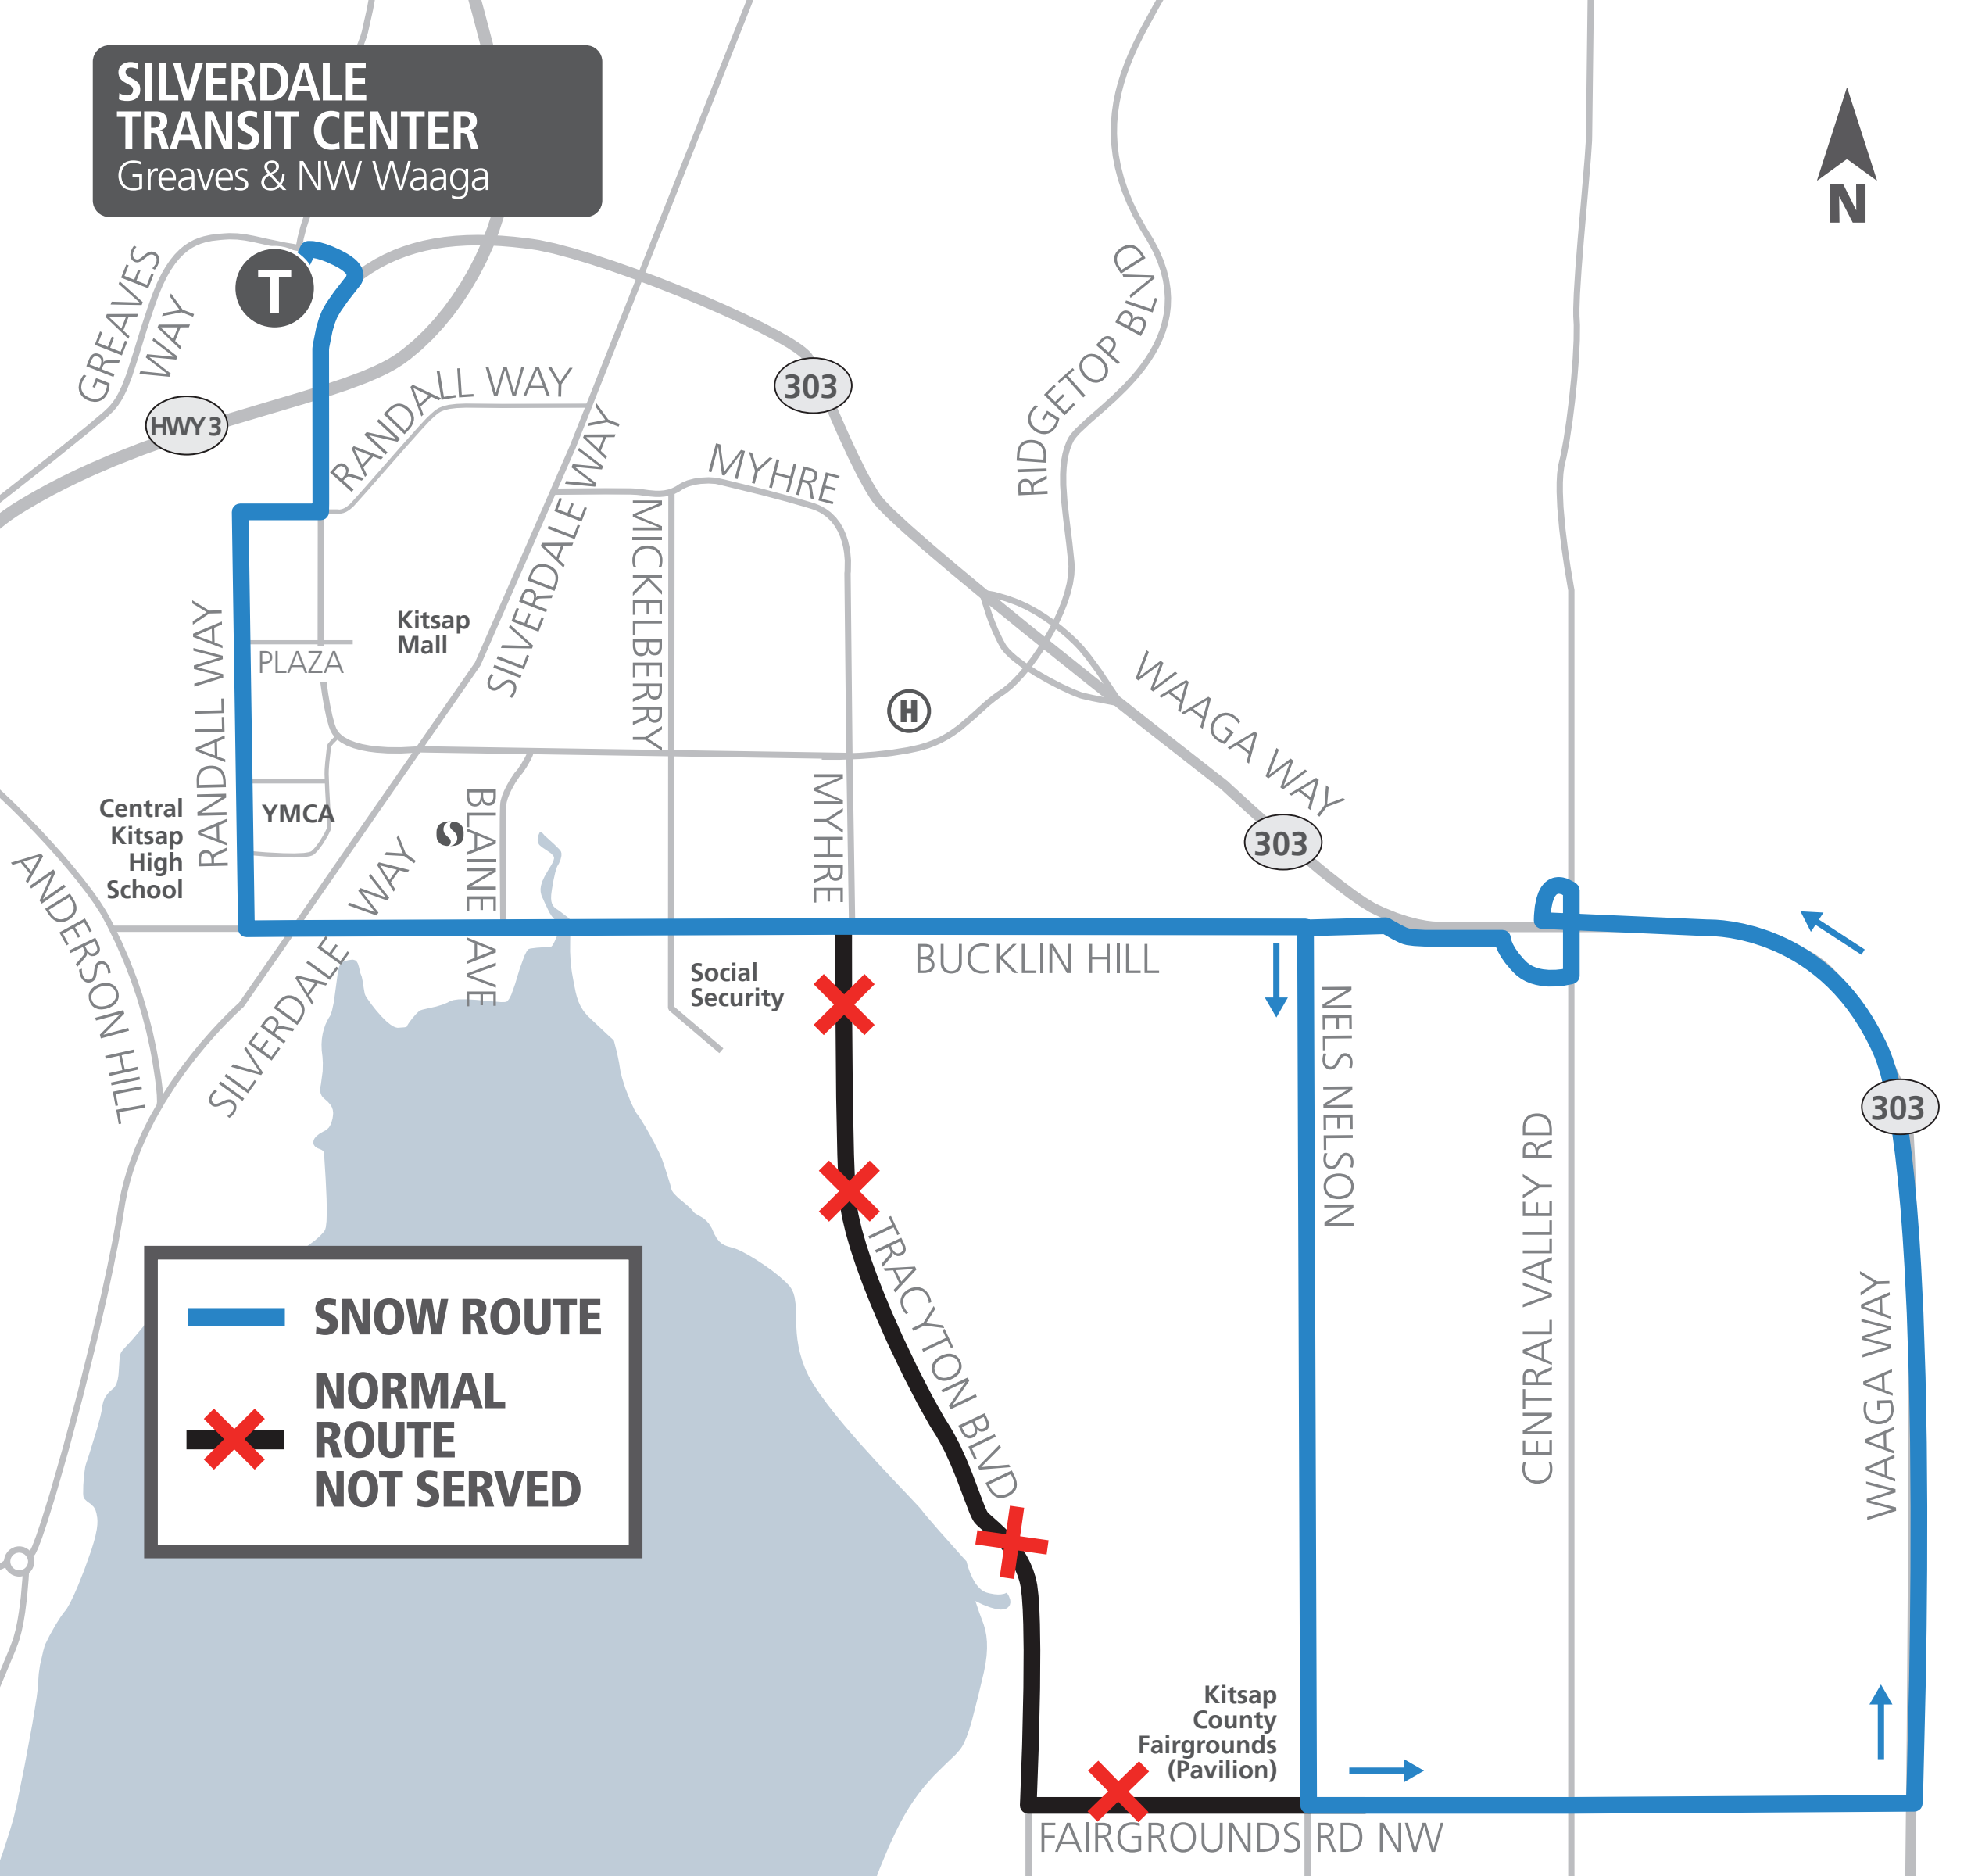 SILVERDALE
TRANSIT CENTER
Greaves & NW Waaga
N
GREAVES
WAY
T
HWY 3
RANDALL WAY
303
RIDGETOP BLVD
MYHRE
SILVERDALE WAY
MICKELBERRY
Kitsap
Mall
PLAZA
RANDALL WAY
H
WAAGA WAY
303
Central
Kitsap
High
School
YMCA
BLAINE AVE
MYHRE
ANDERSON HILL
SILVERDALE WAY
BUCKLIN HILL
Social
Security
NELS NELSON
303
CENTRAL VALLEY RD
TRACYTON BLVD
WAAGA WAY
SNOW ROUTE
NORMAL
ROUTE
NOT SERVED
Kitsap
County
Fairgrounds
(Pavilion)
FAIRGROUNDS RD NW